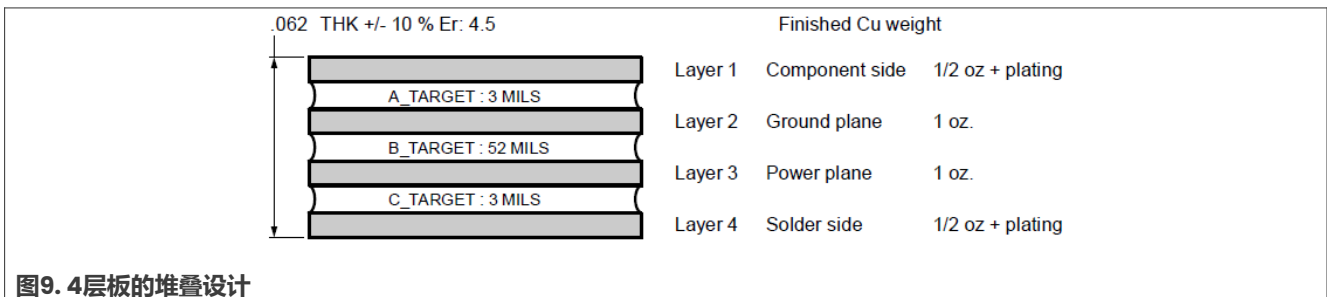 .062 THK +/- 10 % Er: 4.5 Finished Cu weight
Layer 1 Component side 1/2 oz + plating
A_TARGET : 3 MILS
Layer 2 Ground plane 1 oz.
B_TARGET : 52 MILS
Layer 3 Power plane 1 oz.
C_TARGET : 3 MILS
Layer 4 Solder side 1/2 oz + plating
图9. 4层板的堆叠设计